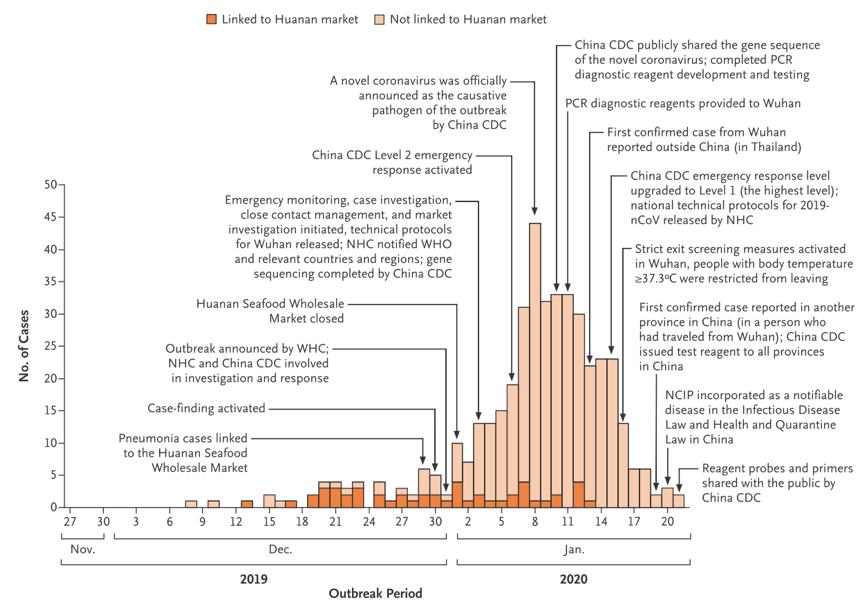 Linked to Huanan market
Not linked to Huanan market
China CDC publicly shared the gene sequence
of the novel coronavirus; completed PCR
diagnostic reagent development and testing
A novel coronavirus was officially
announced as the causative
pathogen of the outbreak
by China CDC
PCR diagnostic reagents provided to Wuhan
First confirmed case from Wuhan
reported outside China (in Thailand)
China CDC Level 2 emergency
response activated
China CDC emergency response level
upgraded to Level 1 (the highest level);
national technical protocols for 2019-
nCoV released by NHC
Emergency monitoring, case investigation,
close contact management, and market
investigation initiated, technical protocols
for Wuhan released; NHC notified WHO
and relevant countries and regions; gene
sequencing completed by China CDC
Strict exit screening measures activated
in Wuhan, people with body temperature
≥37.3ºC were restricted from leaving
Huanan Seafood Wholesale
Market closed
First confirmed case reported in another
province in China (in a person who
had traveled from Wuhan); China CDC
issued test reagent to all provinces
in China
Outbreak announced by WHC;
NHC and China CDC involved
in investigation and response
NCIP incorporated as a notifiable
disease in the Infectious Disease
Law and Health and Quarantine
Law in China
Case-finding activated
Pneumonia cases linked
to the Huanan Seafood
Wholesale Market
Reagent probes and primers
shared with the public by
China CDC
No. of Cases
50
45
40
35
30
25
20
15
10
5
0
27 30 3 6 9 12 15 18 21 24 27 30 2 5 8 11 14 17 20
Nov. Dec. Jan.
2019 2020
Outbreak Period